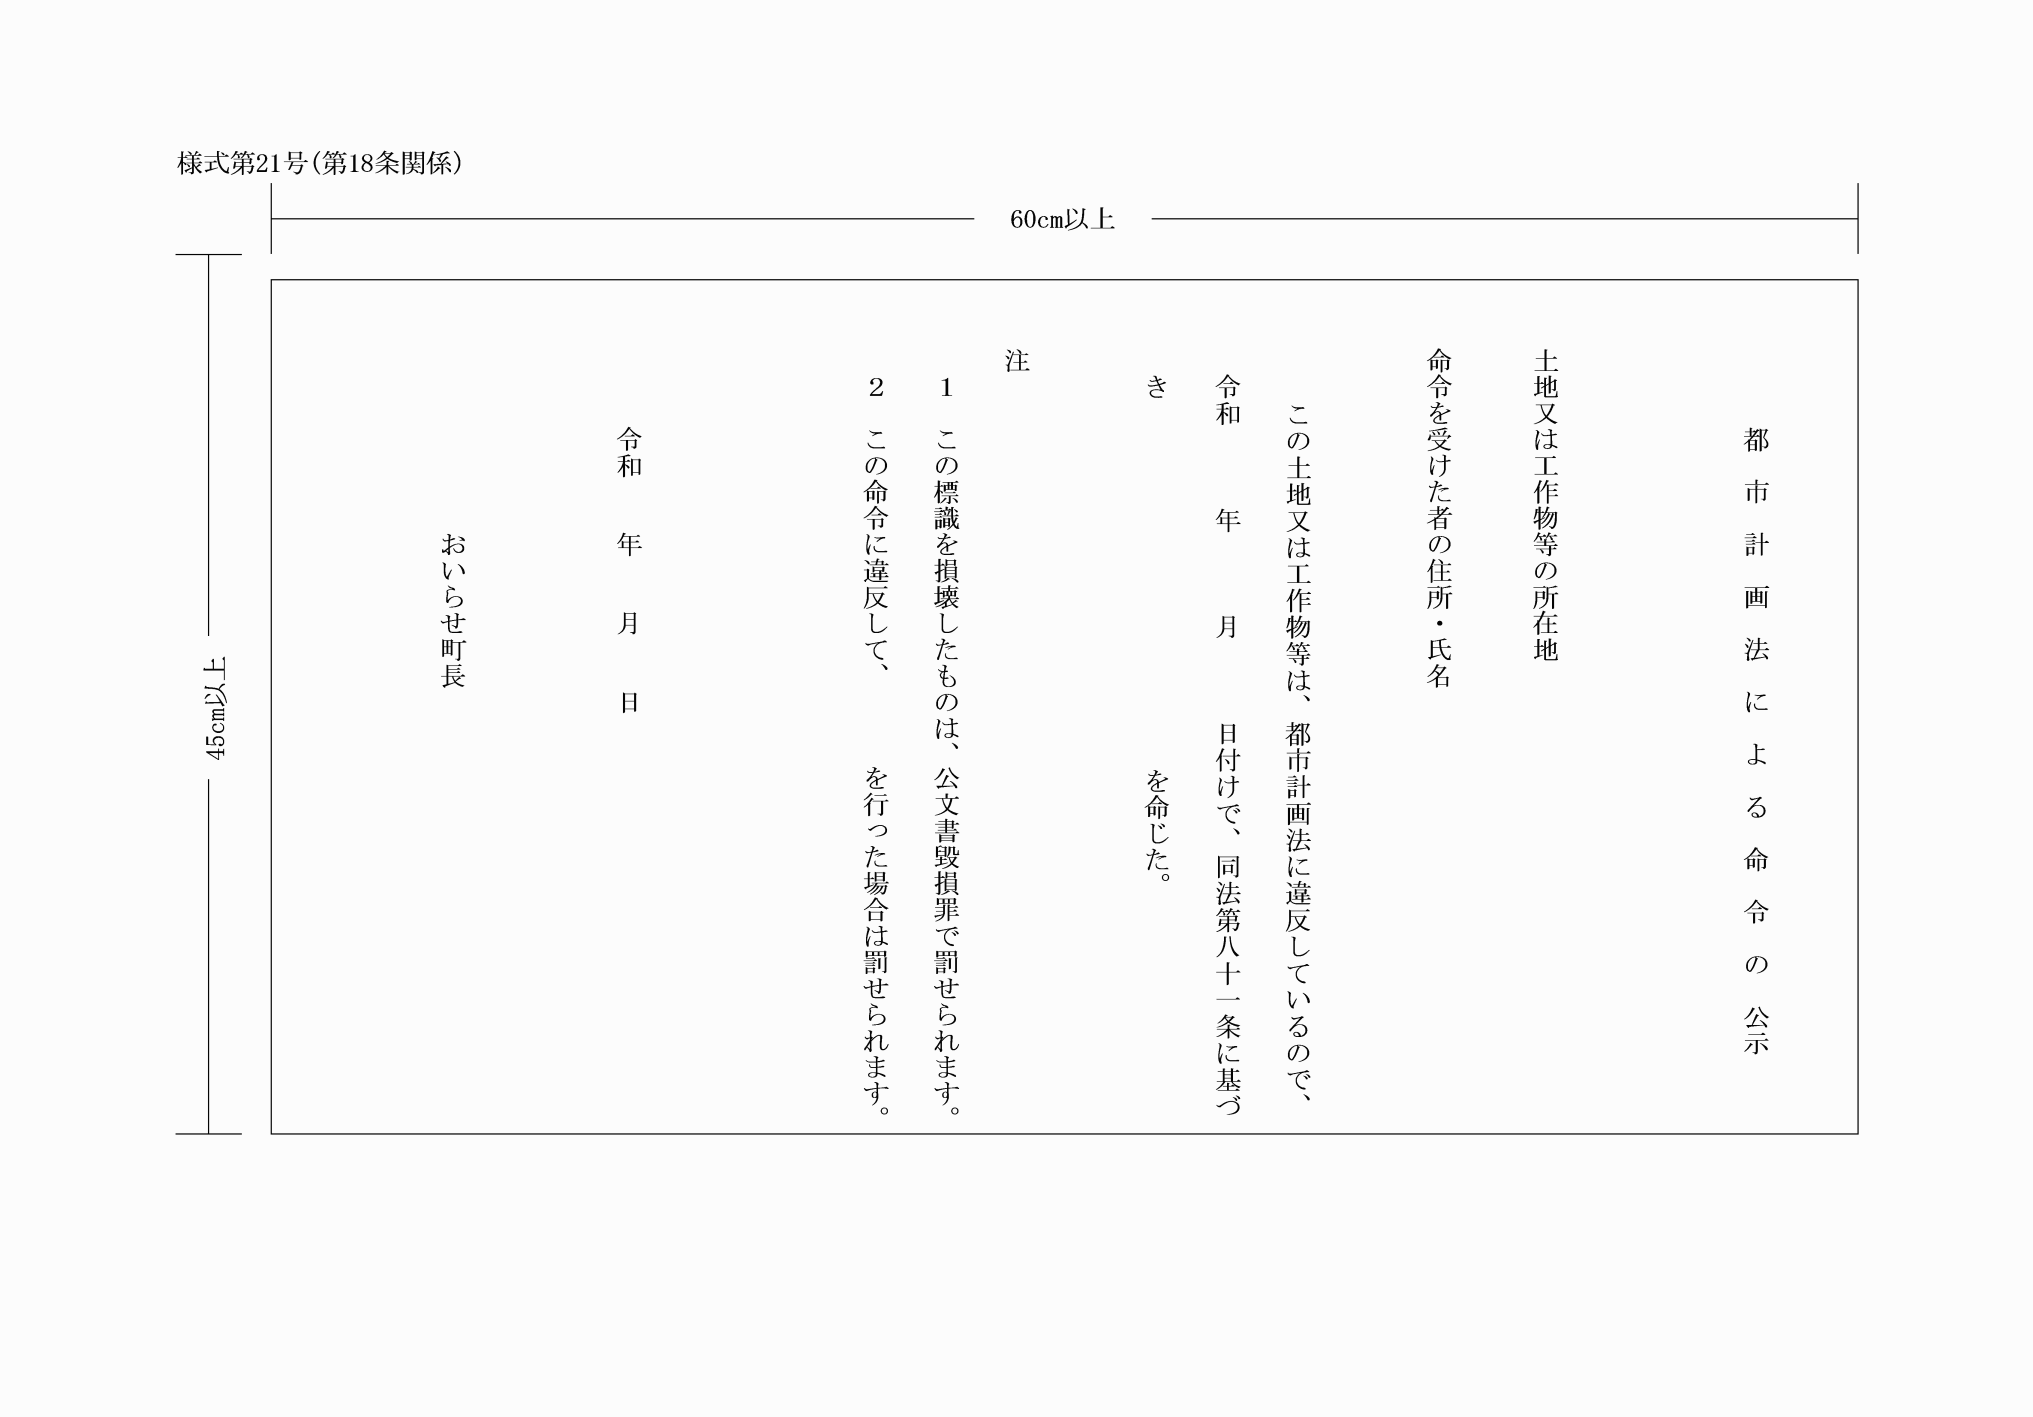 様式第21号(第18条関係)
60cm以上
45cm以上
都市計画法による命令の公示
土地又は工作物等の所在地
命令を受けた者の住所・氏名
この土地又は工作物等は、都市計画法に違反しているので、
令和　　　年　　　月　　　日付けで、同法第八十一条に基づ
き　　　　　　　　　　　　　　を命じた。
注
1　この標識を損壊したものは、公文書毀損罪で罰せられます。
2　この命令に違反して、　　　を行った場合は罰せられます。
令和　　年　　月　　日
おいらせ町長